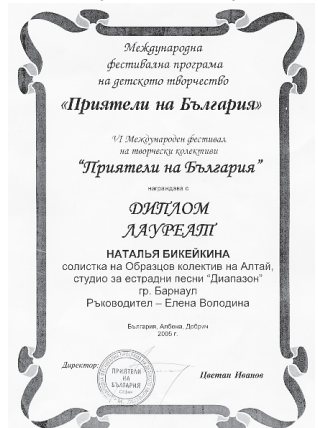 Международна
фестивална програма
на детското творчество
«Приятели на България»
VI Международен фестивал
на творчески колективи
“Приятели на България”
награждава с
ДИПЛОМ
ЛАУРЕАТ
НАТАЛЬЯ БИКЕЙКИНА
солистка на Образцов колектив на Алтай,
студио за естрадни песни “Диапазон”
гр. Барнаул
Ръководител – Елена Володина
България, Албена, Добрич
2005 г.
Директор:
ПРИЯТЕЛИ
НА
БЪЛГАРИЯ
Цветан Иванов